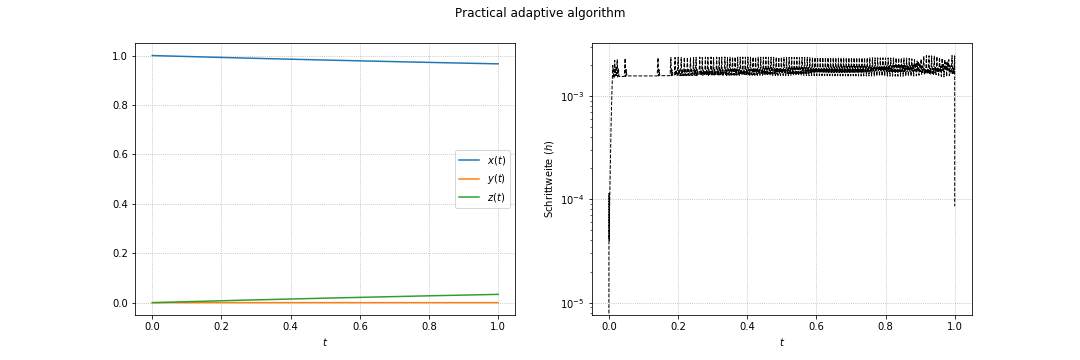 Practical adaptive algorithm
1.0
0.8
0.6
0.4
0.2
0.0
x(t)
y(t)
z(t)
0.0 0.2 0.4 0.6 0.8 1.0
t
Schrittweite (h)
10⁻³
10⁻⁴
10⁻⁵
0.0 0.2 0.4 0.6 0.8 1.0
t